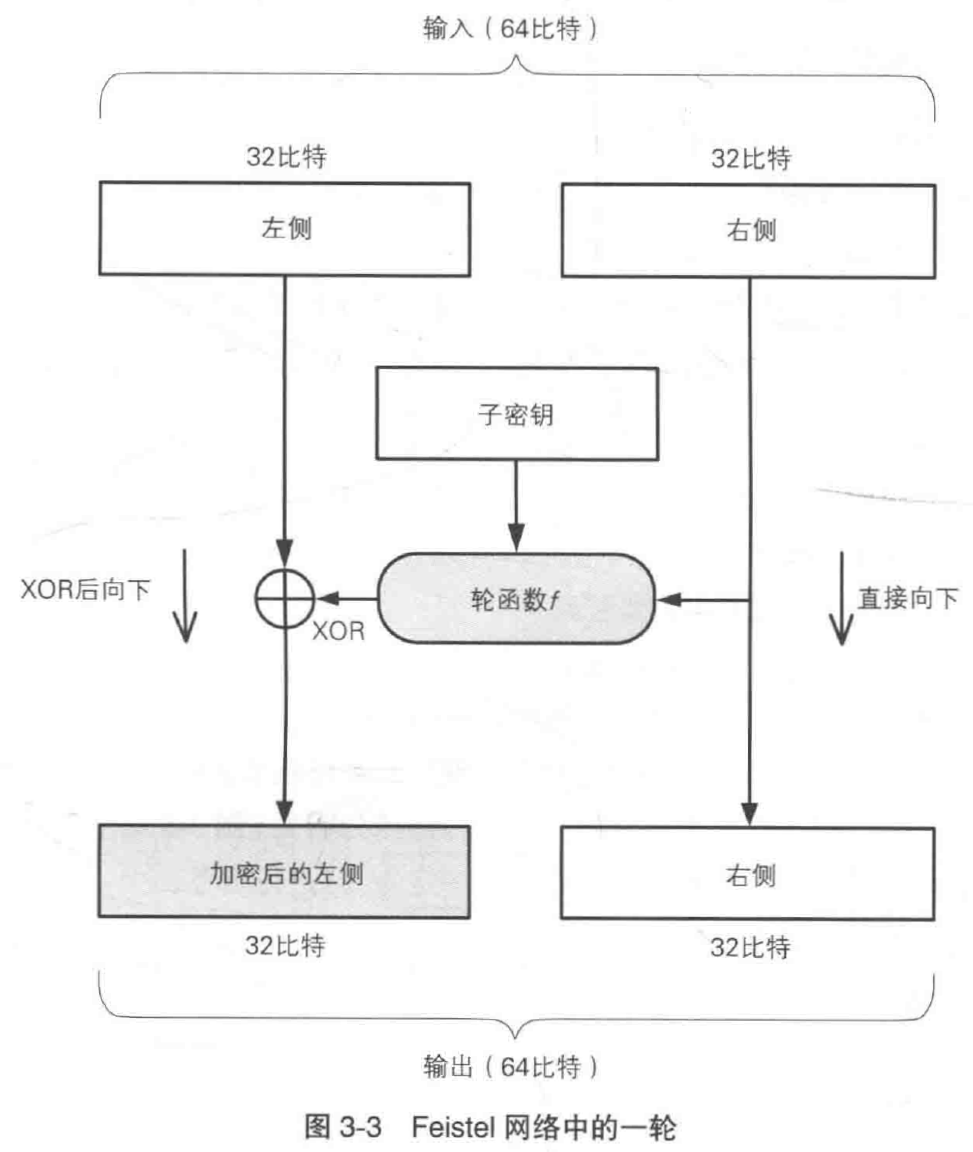 输入（64比特）
32比特
32比特
左侧
右侧
子密钥
XOR后向下
轮函数f
直接向下
XOR
加密后的左侧
右侧
32比特
32比特
输出（64比特）
图 3-3 Feistel 网络中的一轮